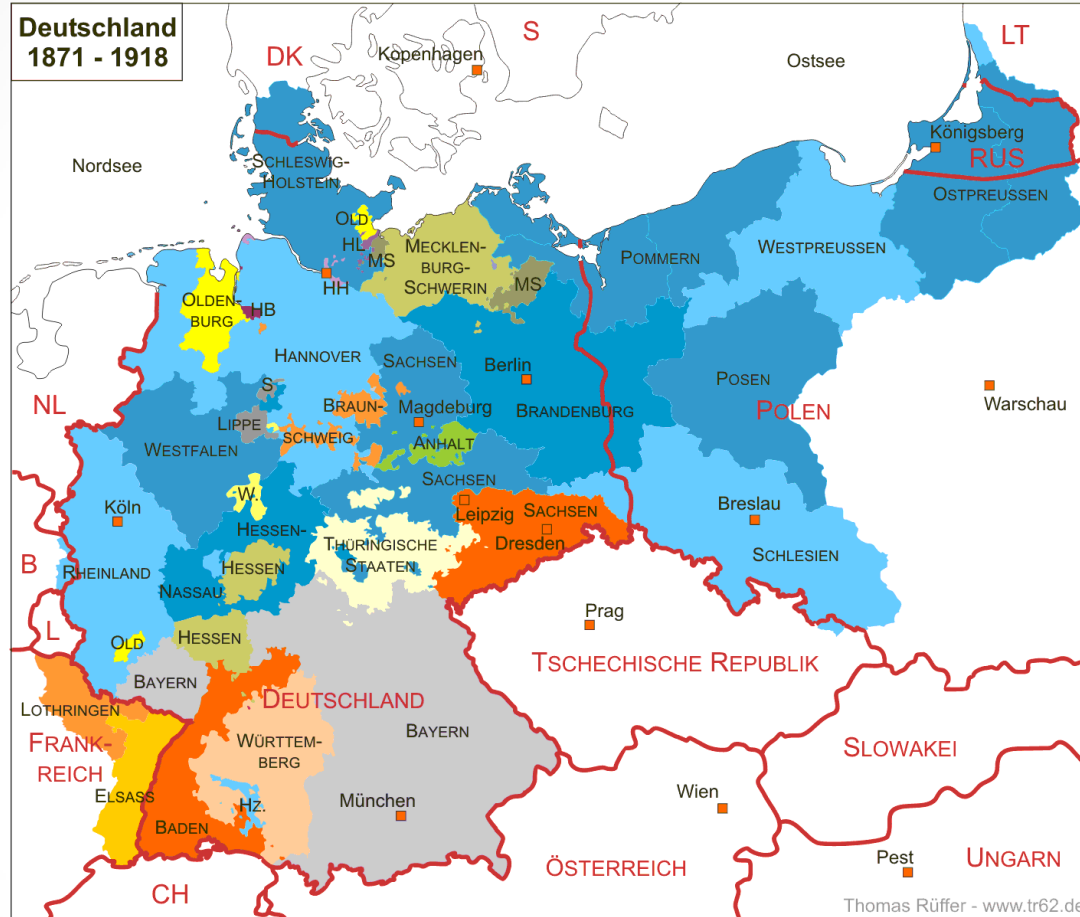 Deutschland
1871 - 1918
DK
S
LT
Kopenhagen
Ostsee
Nordsee
Königsberg
RUS
OSTPREUSSEN
SCHLESWIG-
HOLSTEIN
OLD
HL
MS
MECKLEN-
BURG-
SCHWERIN
MS
POMMERN
WESTPREUSSEN
HH
OLDEN-
BURG
HB
HANNOVER
SACHSEN
Berlin
POSEN
Warschau
NL
S
BRAUN-
Magdeburg
BRANDENBURG
POLEN
LIPPE
SCHWEIG
ANHALT
WESTFALEN
SACHSEN
W.
Köln
Leipzig
SACHSEN
Dresden
Breslau
HESSEN-
THÜRINGISCHE
STAATEN
SCHLESIEN
B
RHEINLAND
HESSEN
NASSAU
Prag
L
OLD
HESSEN
TSCHECHISCHE REPUBLIK
BAYERN
DEUTSCHLAND
LOTHRINGEN
BAYERN
FRANK-
REICH
WÜRTTEM-
BERG
SLOWAKEI
ELSASS
Hz.
München
Wien
BADEN
ÖSTERREICH
Pest
UNGARN
CH
Thomas Rüffer - www.tr62.de